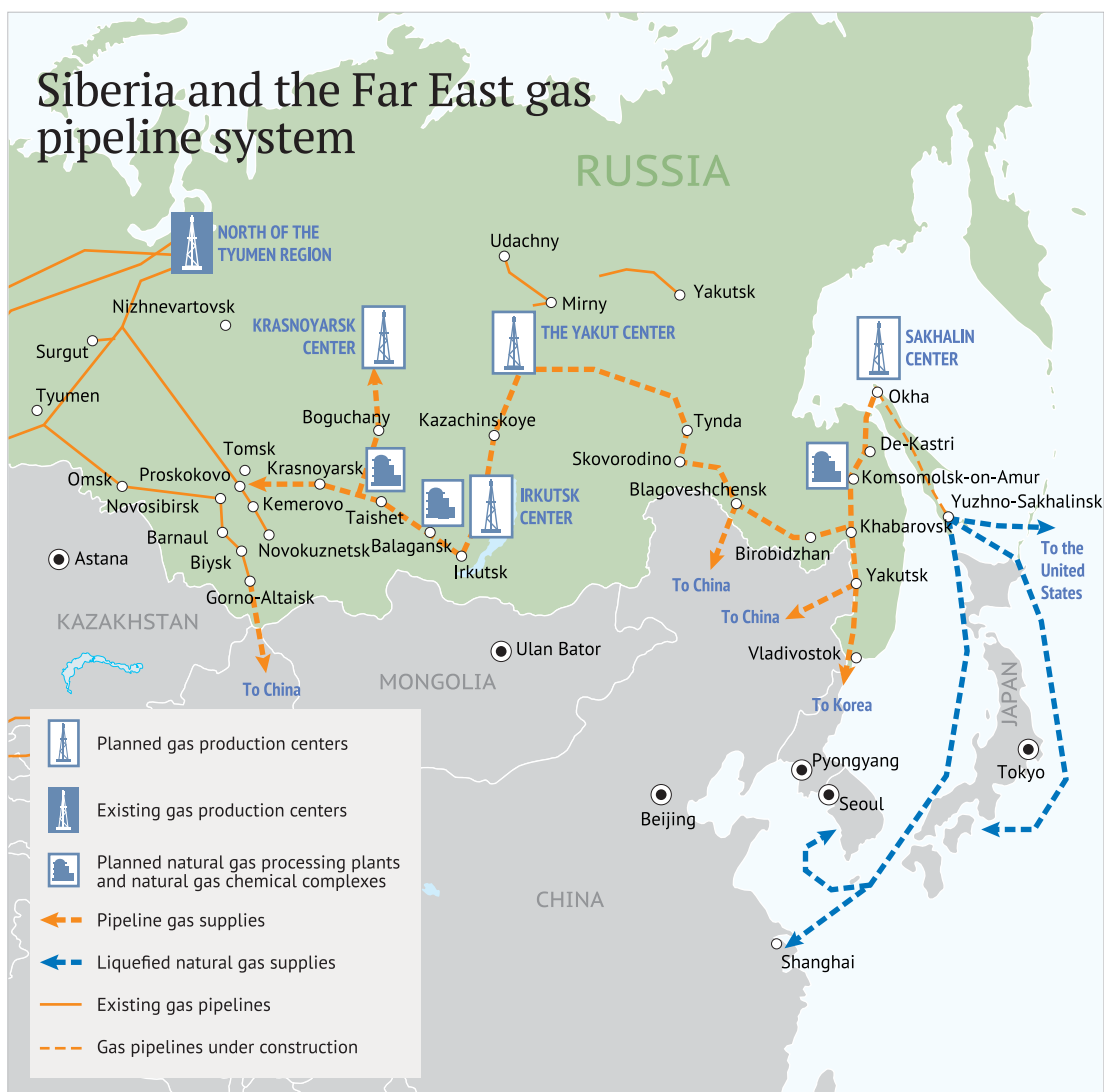 Siberia and the Far East gas
pipeline system
RUSSIA
NORTH OF THE
TYUMEN REGION
Udachny
Mirny
Yakutsk
Nizhnevartovsk
KRASNOYARSK
CENTER
THE YAKUT CENTER
SAKHALIN
CENTER
Surgut
Okha
Tyumen
Boguchany
Kazachinskoye
Tynda
De-Kastri
Tomsk
Krasnoyarsk
Skovorodino
Komsomolsk-on-Amur
Omsk
Proskokovo
Novosibirsk
Kemerovo
Taishet
IRKUTSK
CENTER
Blagoveshchensk
Yuzhno-Sakhalinsk
Barnaul
Novokuznetsk
Balagansk
Khabarovsk
Birobidzhan
Astana
Biysk
Irkutsk
To the
United
States
Gorno-Altaisk
To China
Yakutsk
To China
KAZAKHSTAN
Ulan Bator
Vladivostok
MONGOLIA
To China
To Korea
JAPAN
Planned gas production centers
Pyongyang
Tokyo
Existing gas production centers
Beijing
Seoul
Planned natural gas processing plants
and natural gas chemical complexes
CHINA
Pipeline gas supplies
Liquefied natural gas supplies
Shanghai
Existing gas pipelines
Gas pipelines under construction